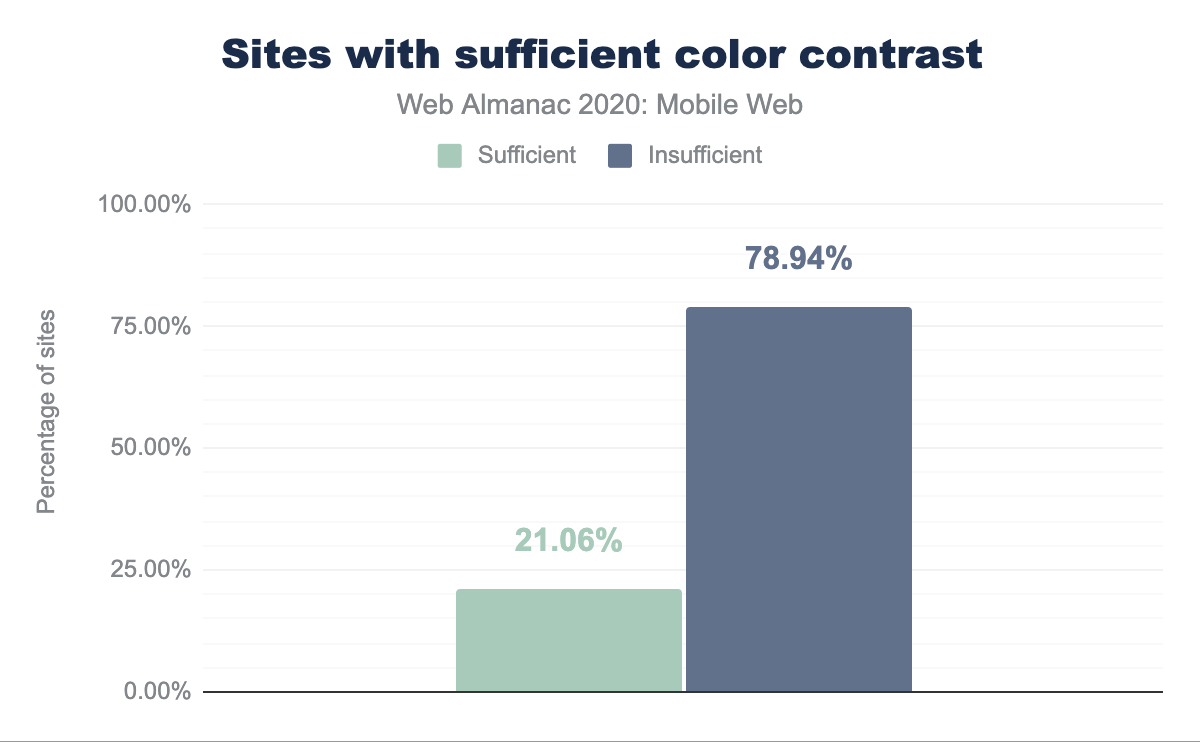 Sites with sufficient color contrast
Web Almanac 2020: Mobile Web
Sufficient
Insufficient
100.00%
75.00%
50.00%
25.00%
0.00%
Percentage of sites
78.94%
21.06%